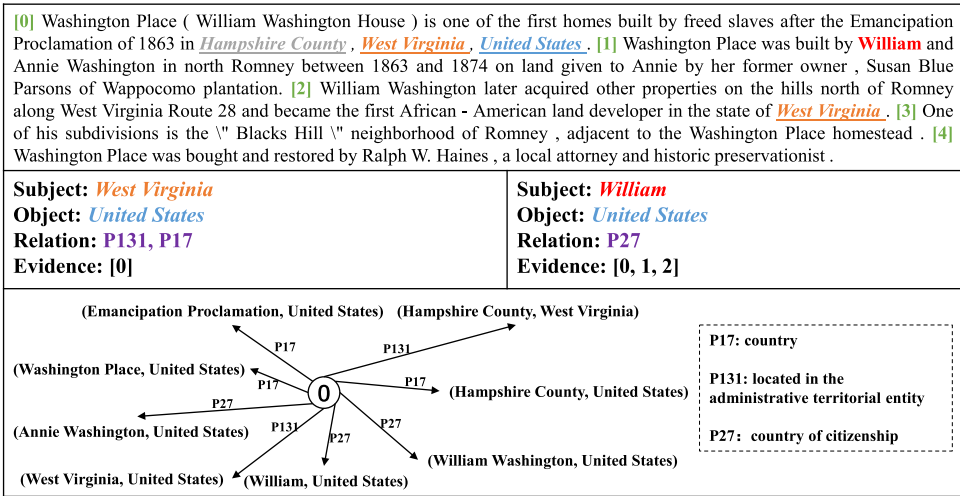 [0] Washington Place ( William Washington House ) is one of the first homes built by freed slaves after the Emancipation
Proclamation of 1863 in Hampshire County , West Virginia , United States . [1] Washington Place was built by William and
Annie Washington in north Romney between 1863 and 1874 on land given to Annie by her former owner , Susan Blue
Parsons of Wappocomo plantation. [2] William Washington later acquired other properties on the hills north of Romney
along West Virginia Route 28 and became the first African - American land developer in the state of West Virginia . [3] One
of his subdivisions is the \" Blacks Hill \" neighborhood of Romney , adjacent to the Washington Place homestead . [4]
Washington Place was bought and restored by Ralph W. Haines , a local attorney and historic preservationist .
Subject: West Virginia
Object: United States
Relation: P131, P17
Evidence: [0]
Subject: William
Object: United States
Relation: P27
Evidence: [0, 1, 2]
(Emancipation Proclamation, United States) (Hampshire County, West Virginia)
P17
P131
(Washington Place, United States)
P17
0
P17
(Hampshire County, United States)
P27
(Annie Washington, United States)
P131
P27
P27
(William Washington, United States)
(West Virginia, United States)
(William, United States)
P17: country
P131: located in the
administrative territorial entity
P27: country of citizenship